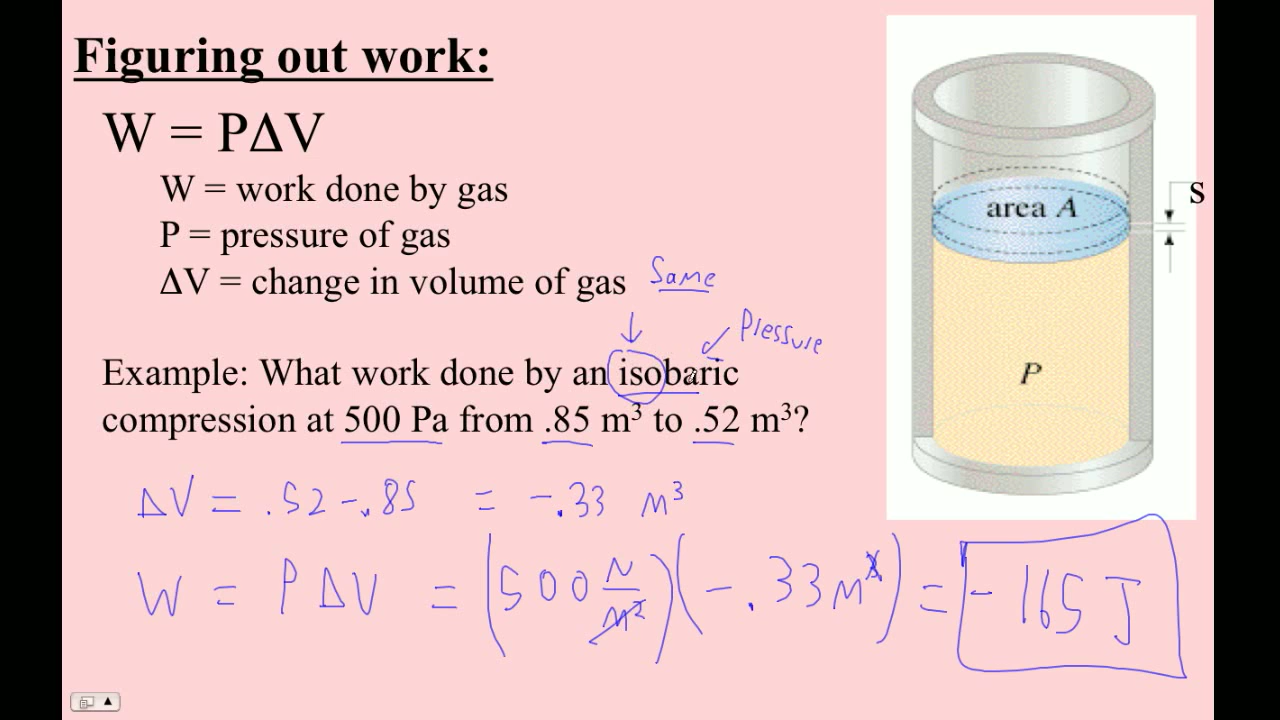 Figuring out work:
W = PΔV
W = work done by gas
P = pressure of gas
ΔV = change in volume of gas
Same
Pressure
Example: What work done by an isobaric
compression at 500 Pa from .85 m³ to .52 m³?
ΔV = .52 - .85 = -.33 m³
W = PΔV = (500 N/m²)(-.33 m³) = -165 J
area A
S
P